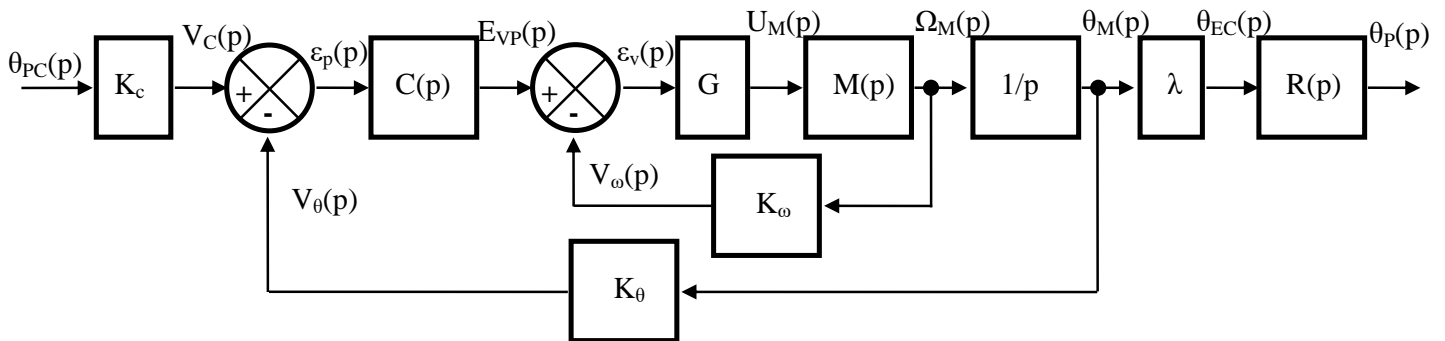 θPC(p)
Kc
VC(p)
+
-
εp(p)
C(p)
EVP(p)
+
-
εv(p)
G
UM(p)
M(p)
ΩM(p)
1/p
θM(p)
λ
θEC(p)
R(p)
θP(p)
Vω(p)
Kω
Vθ(p)
Kθ